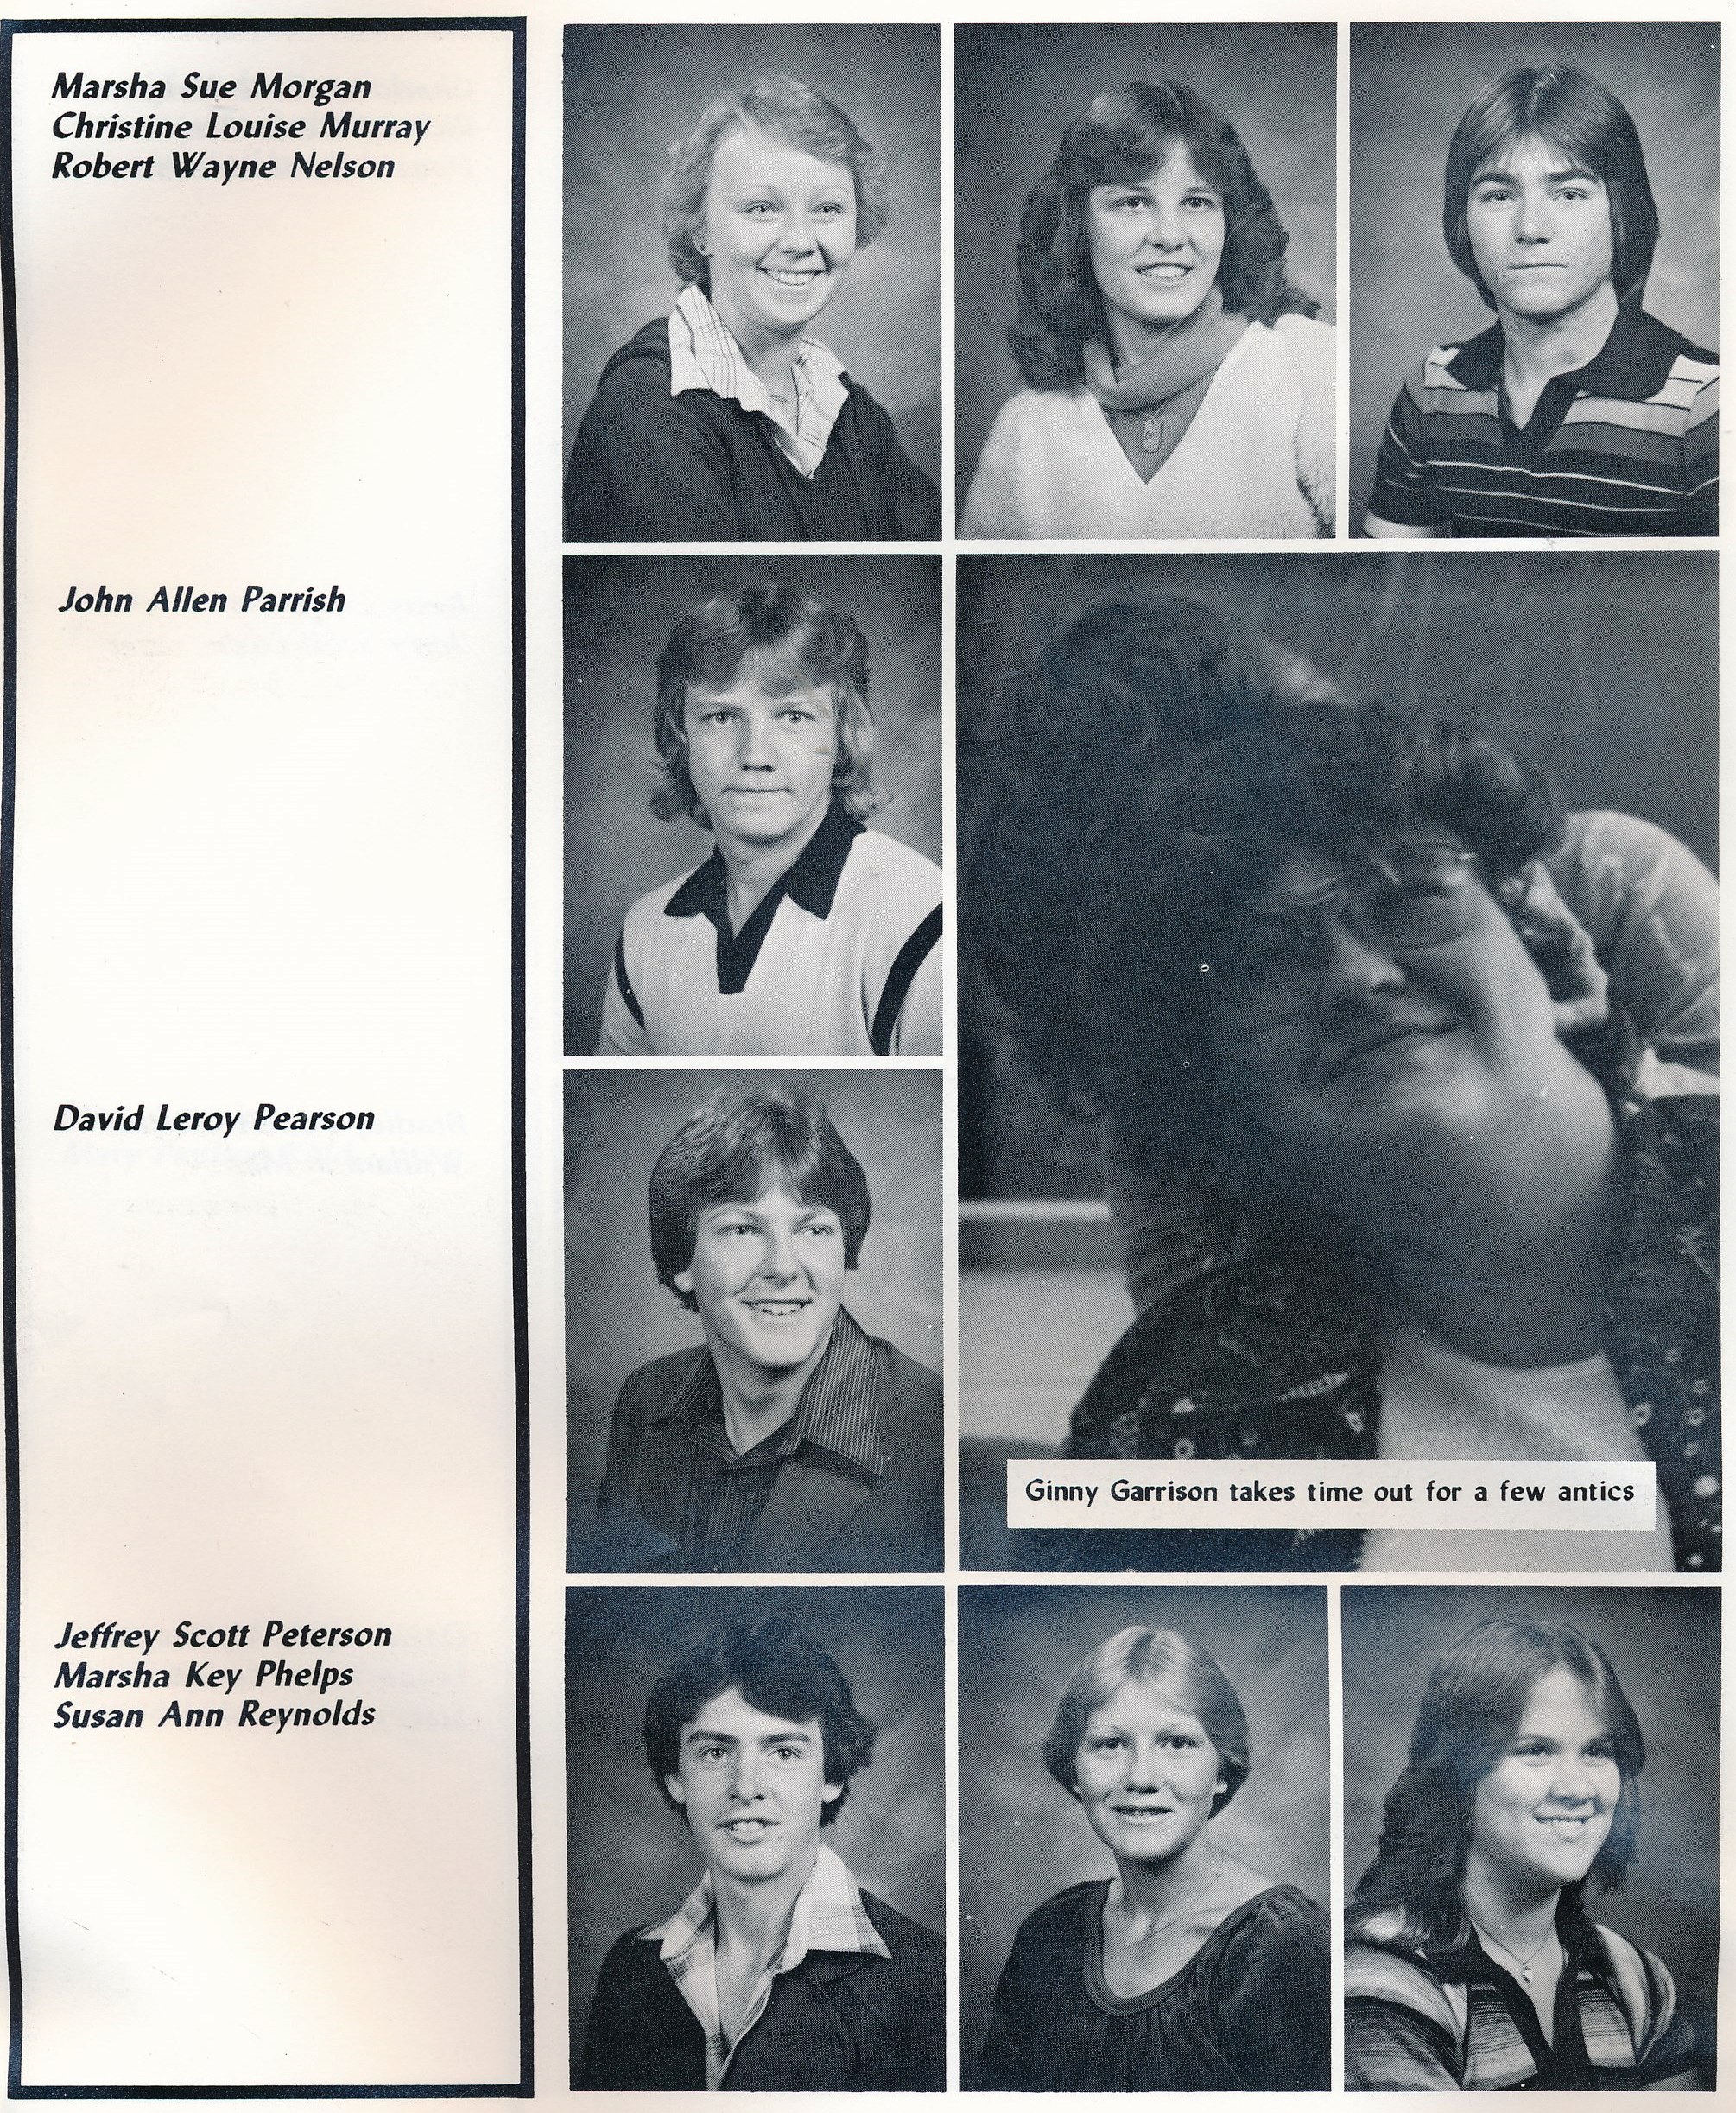 Marsha Sue Morgan
Christine Louise Murray
Robert Wayne Nelson
John Allen Parrish
David Leroy Pearson
Ginny Garrison takes time out for a few antics
Jeffrey Scott Peterson
Marsha Key Phelps
Susan Ann Reynolds